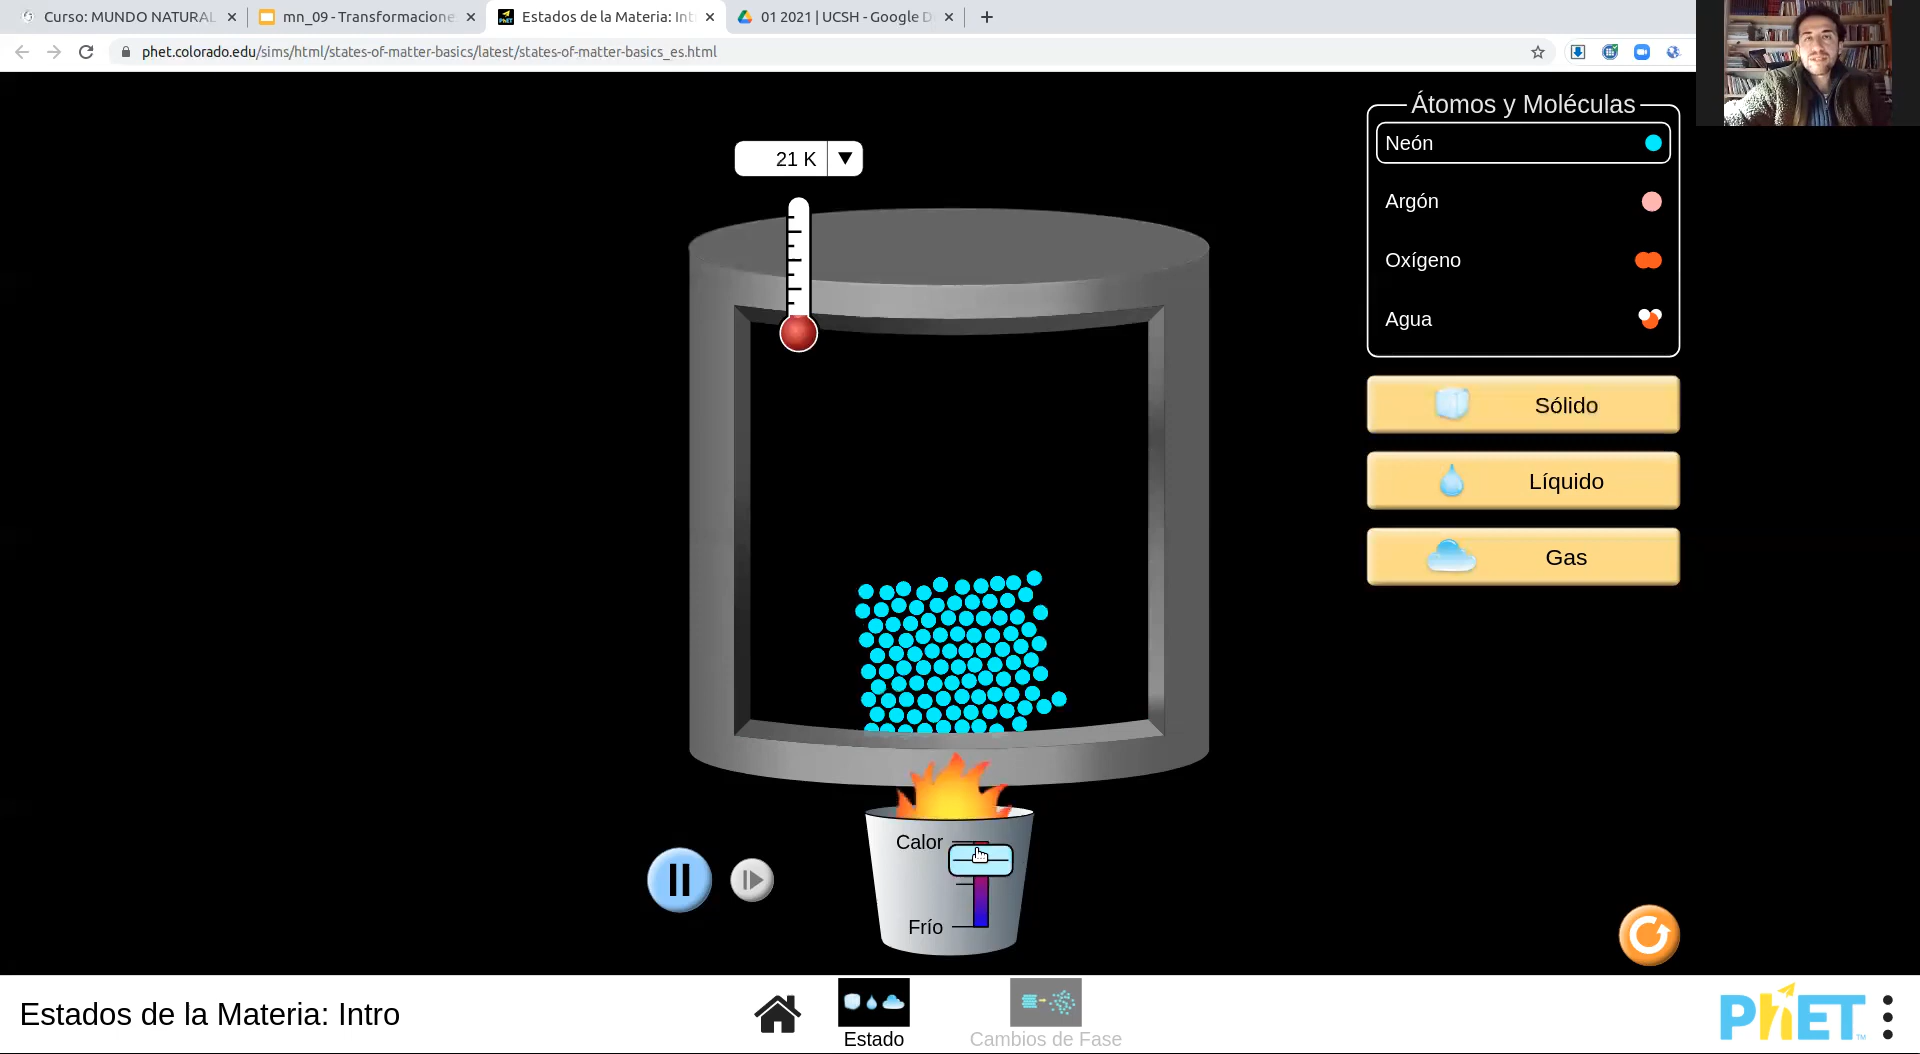 Curso: MUNDO NATURAL
mn_09 - Transformacione
Estados de la Materia: Int
01 2021 | UCSH - Google D
phet.colorado.edu/sims/html/states-of-matter-basics/latest/states-of-matter-basics_es.html
21 K
Átomos y Moléculas
Neón
Argón
Oxígeno
Agua
Sólido
Líquido
Gas
Calor
Frío
Estados de la Materia: Intro
Estado
Cambios de Fase
PhET